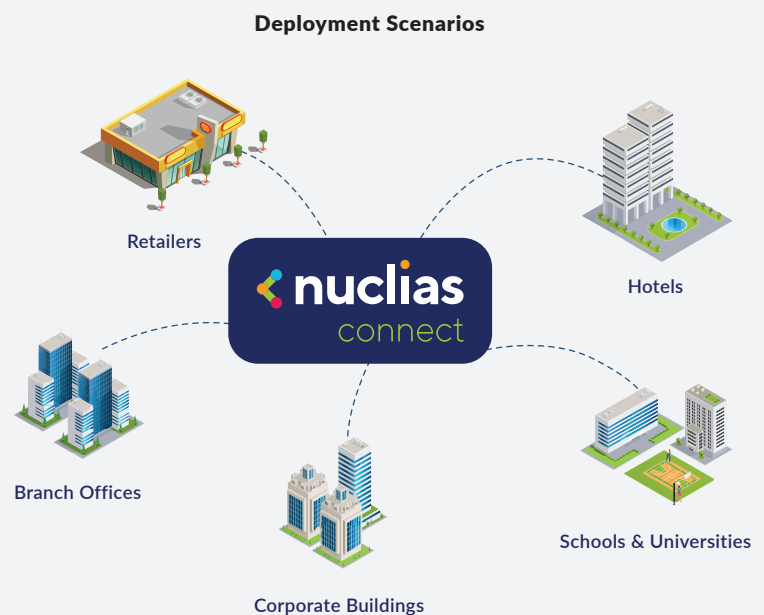 Deployment Scenarios
Retailers
Hotels
nuclias
connect
Branch Offices
Schools & Universities
Corporate Buildings